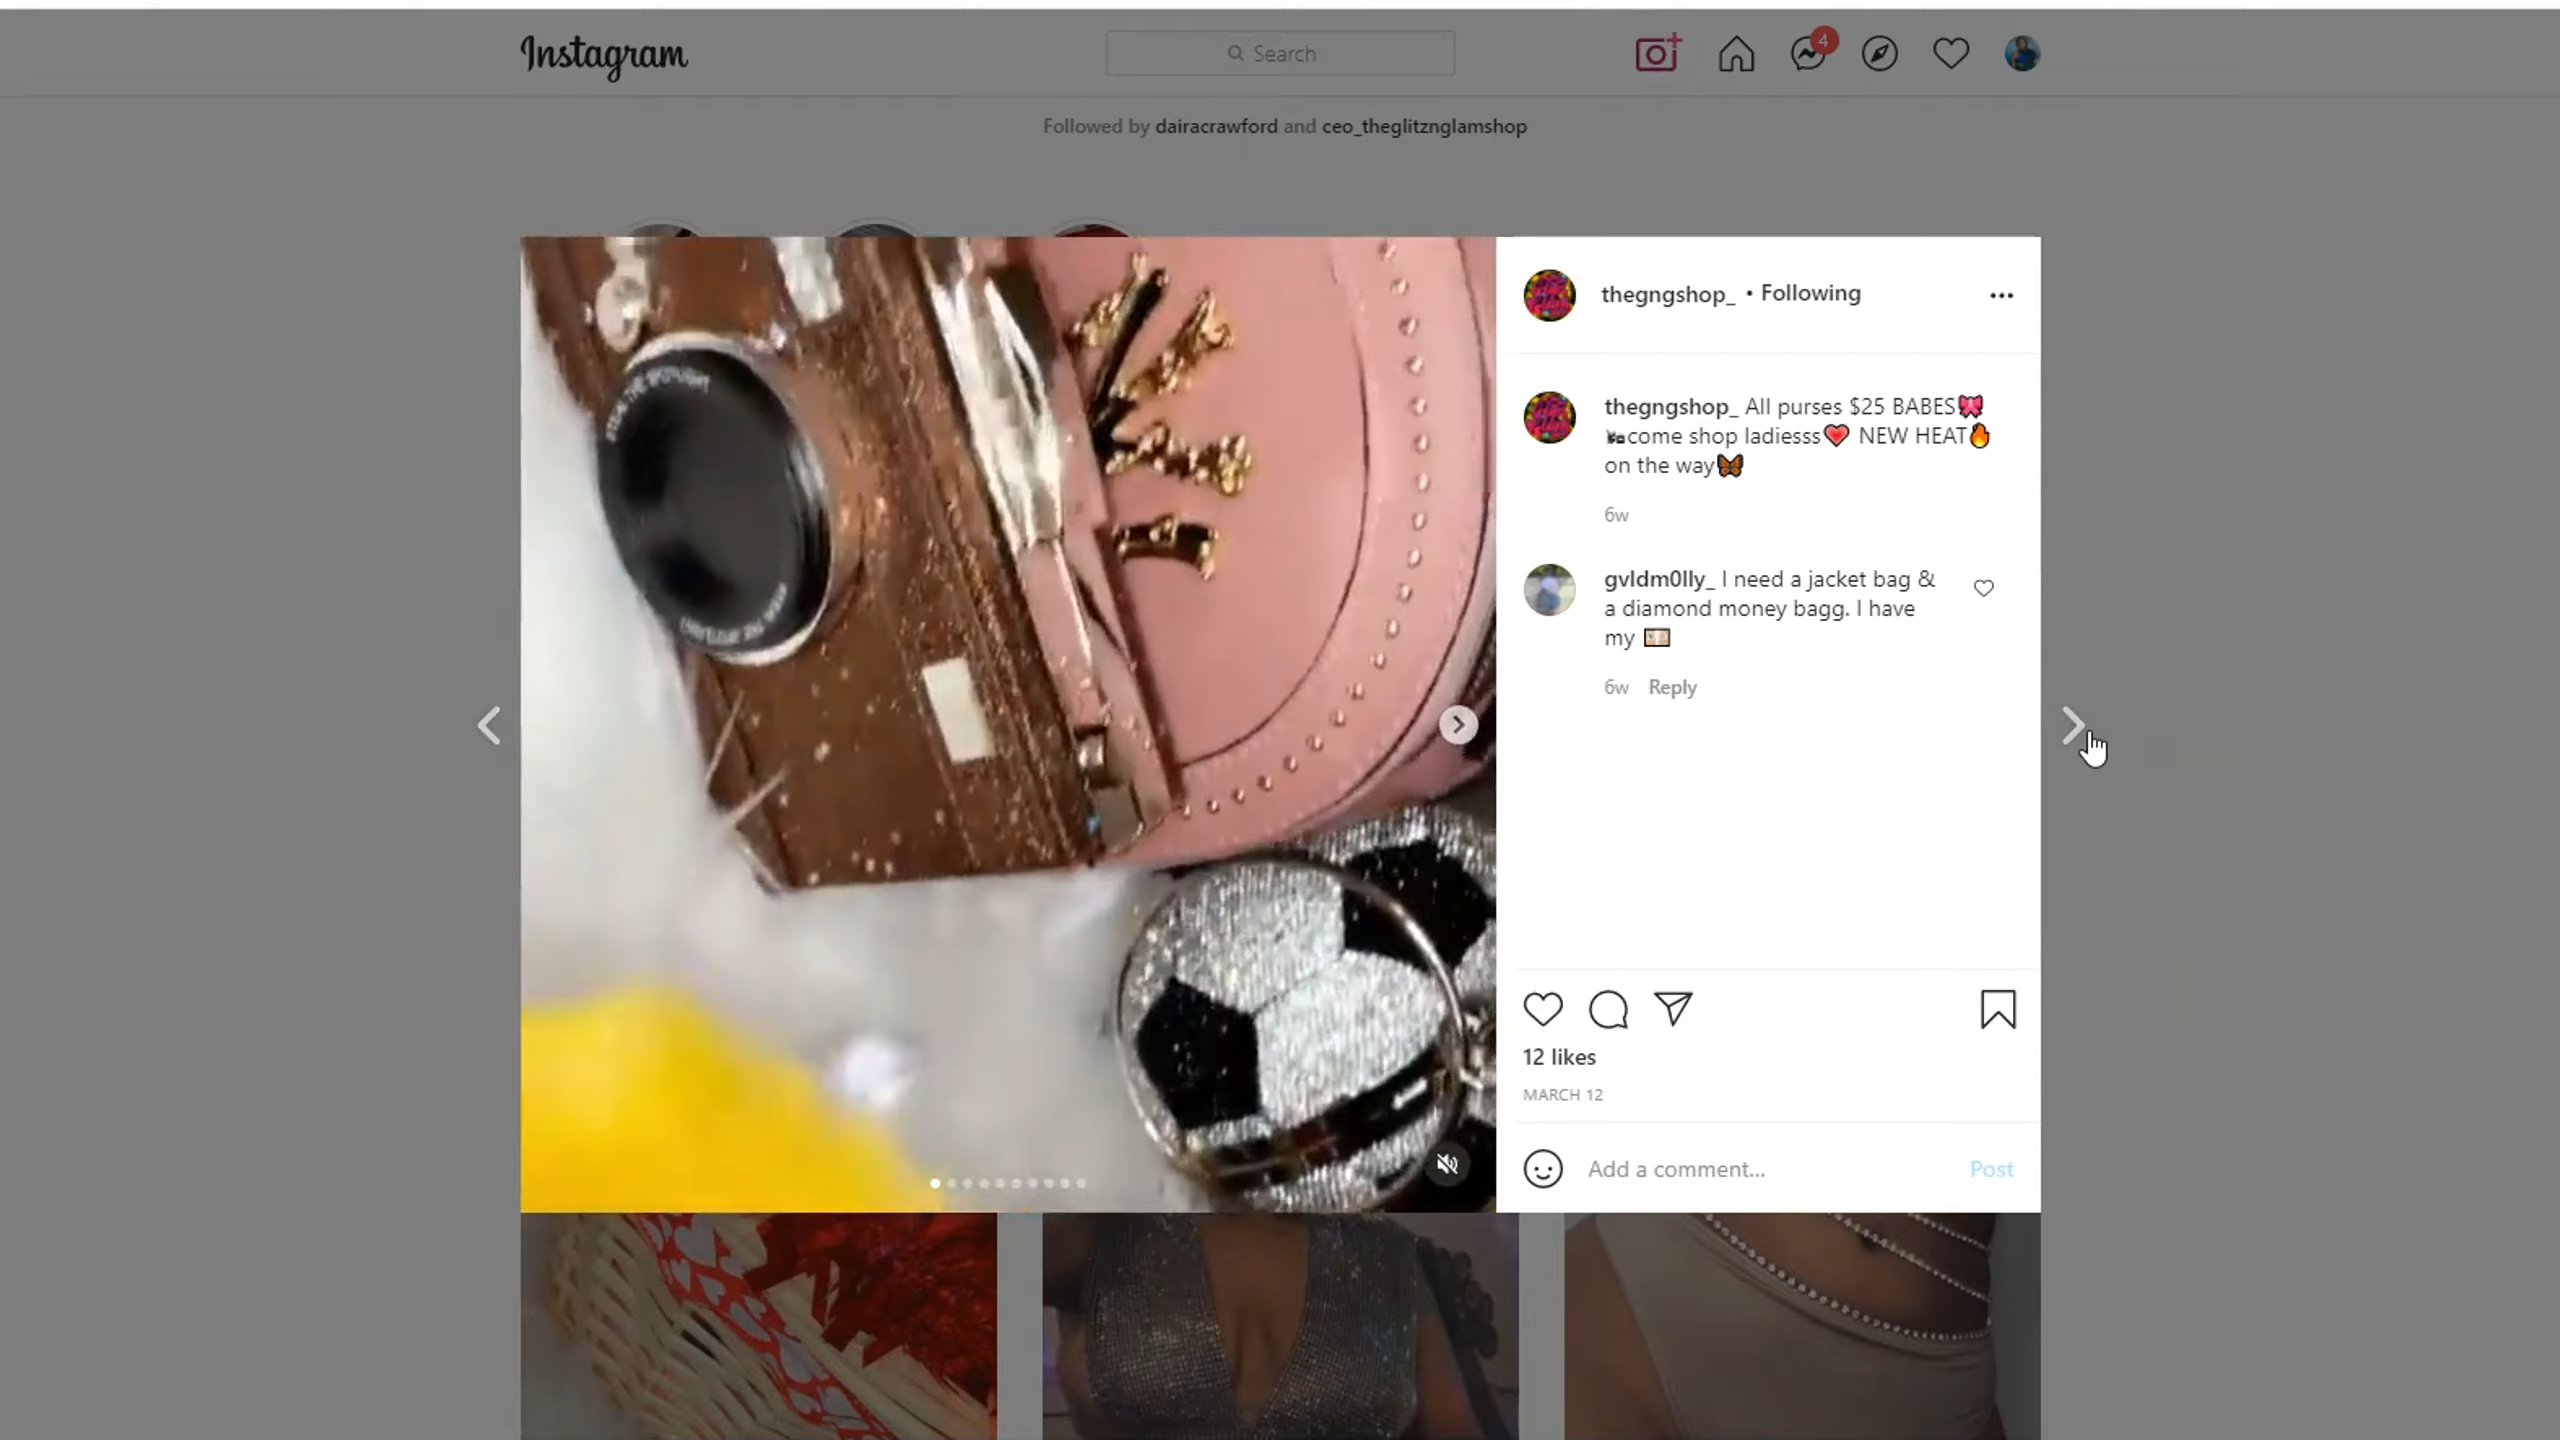 Instagram
Search
4
Followed by dairacrawford and ceo_theglitznglamshop
thegngshop_ • Following
thegngshop_ All purses $25 BABES🎀
come shop ladiesss❤️ NEW HEAT🔥
on the way🦋
6w
gvldm0lly_ I need a jacket bag &
a diamond money bagg. I have
my 💴
6w Reply
12 likes
MARCH 12
Add a comment... Post